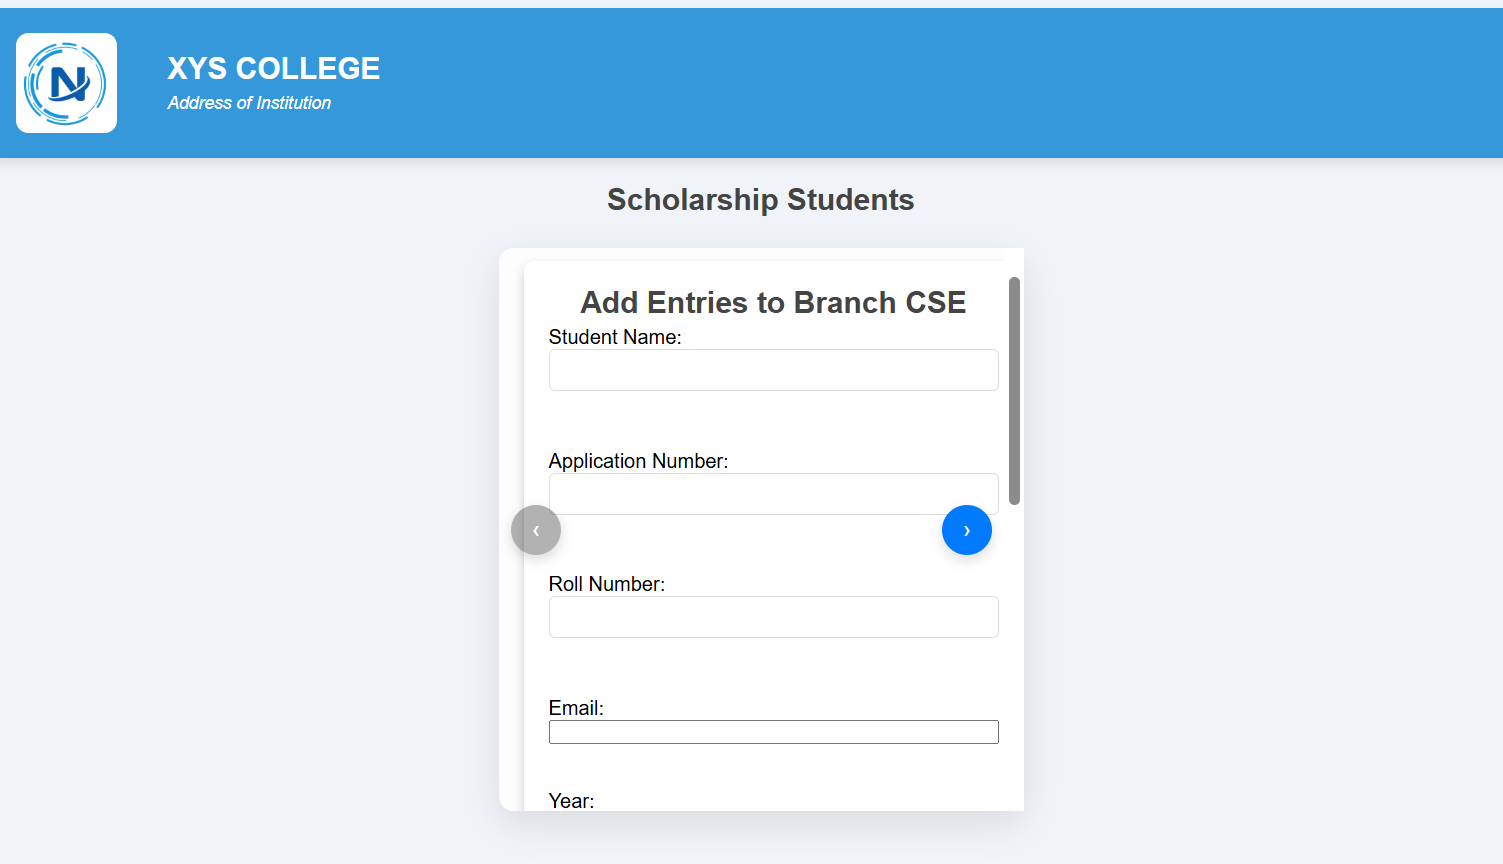 N
XYS COLLEGE
Address of Institution
Scholarship Students
Add Entries to Branch CSE
Student Name:
Application Number:
‹
›
Roll Number:
Email:
Year: